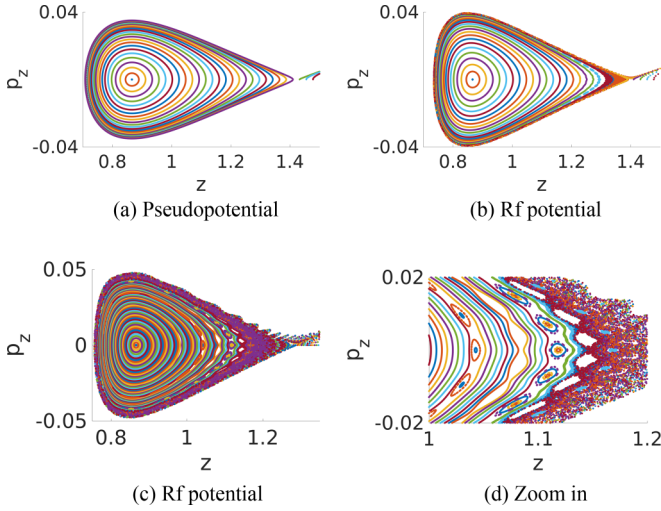 0.04
p_z
-0.04
0.8 1 1.2 1.4
z
(a) Pseudopotential
0.04
p_z
-0.04
0.8 1 1.2 1.4
z
(b) Rf potential
0.05
p_z
0
-0.05
0.8 1 1.2
z
(c) Rf potential
0.02
p_z
-0.02
1 1.1 1.2
z
(d) Zoom in